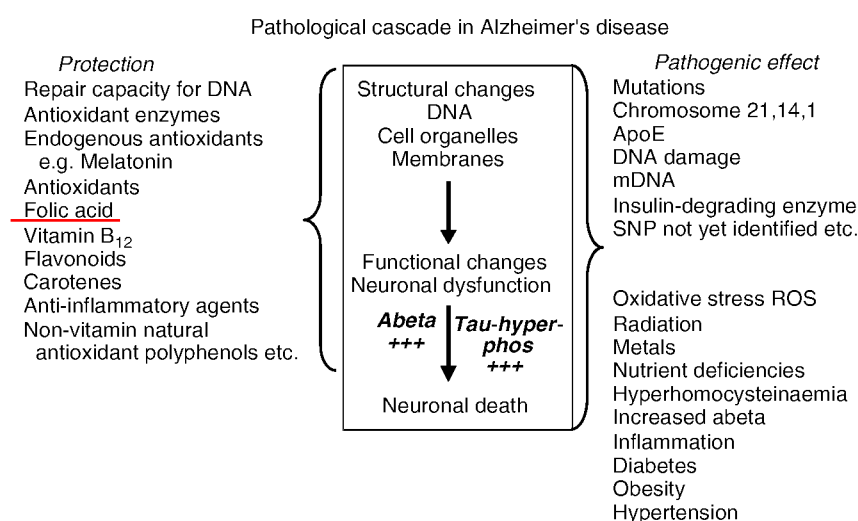 Pathological cascade in Alzheimer's disease
Protection
Repair capacity for DNA
Antioxidant enzymes
Endogenous antioxidants
e.g. Melatonin
Antioxidants
Folic acid
Vitamin B12
Flavonoids
Carotenes
Anti-inflammatory agents
Non-vitamin natural
antioxidant polyphenols etc.
Structural changes
DNA
Cell organelles
Membranes
Functional changes
Neuronal dysfunction
Abeta
+++
Tau-hyper-
phos
+++
Neuronal death
Pathogenic effect
Mutations
Chromosome 21,14,1
ApoE
DNA damage
mDNA
Insulin-degrading enzyme
SNP not yet identified etc.
Oxidative stress ROS
Radiation
Metals
Nutrient deficiencies
Hyperhomocysteinaemia
Increased abeta
Inflammation
Diabetes
Obesity
Hypertension